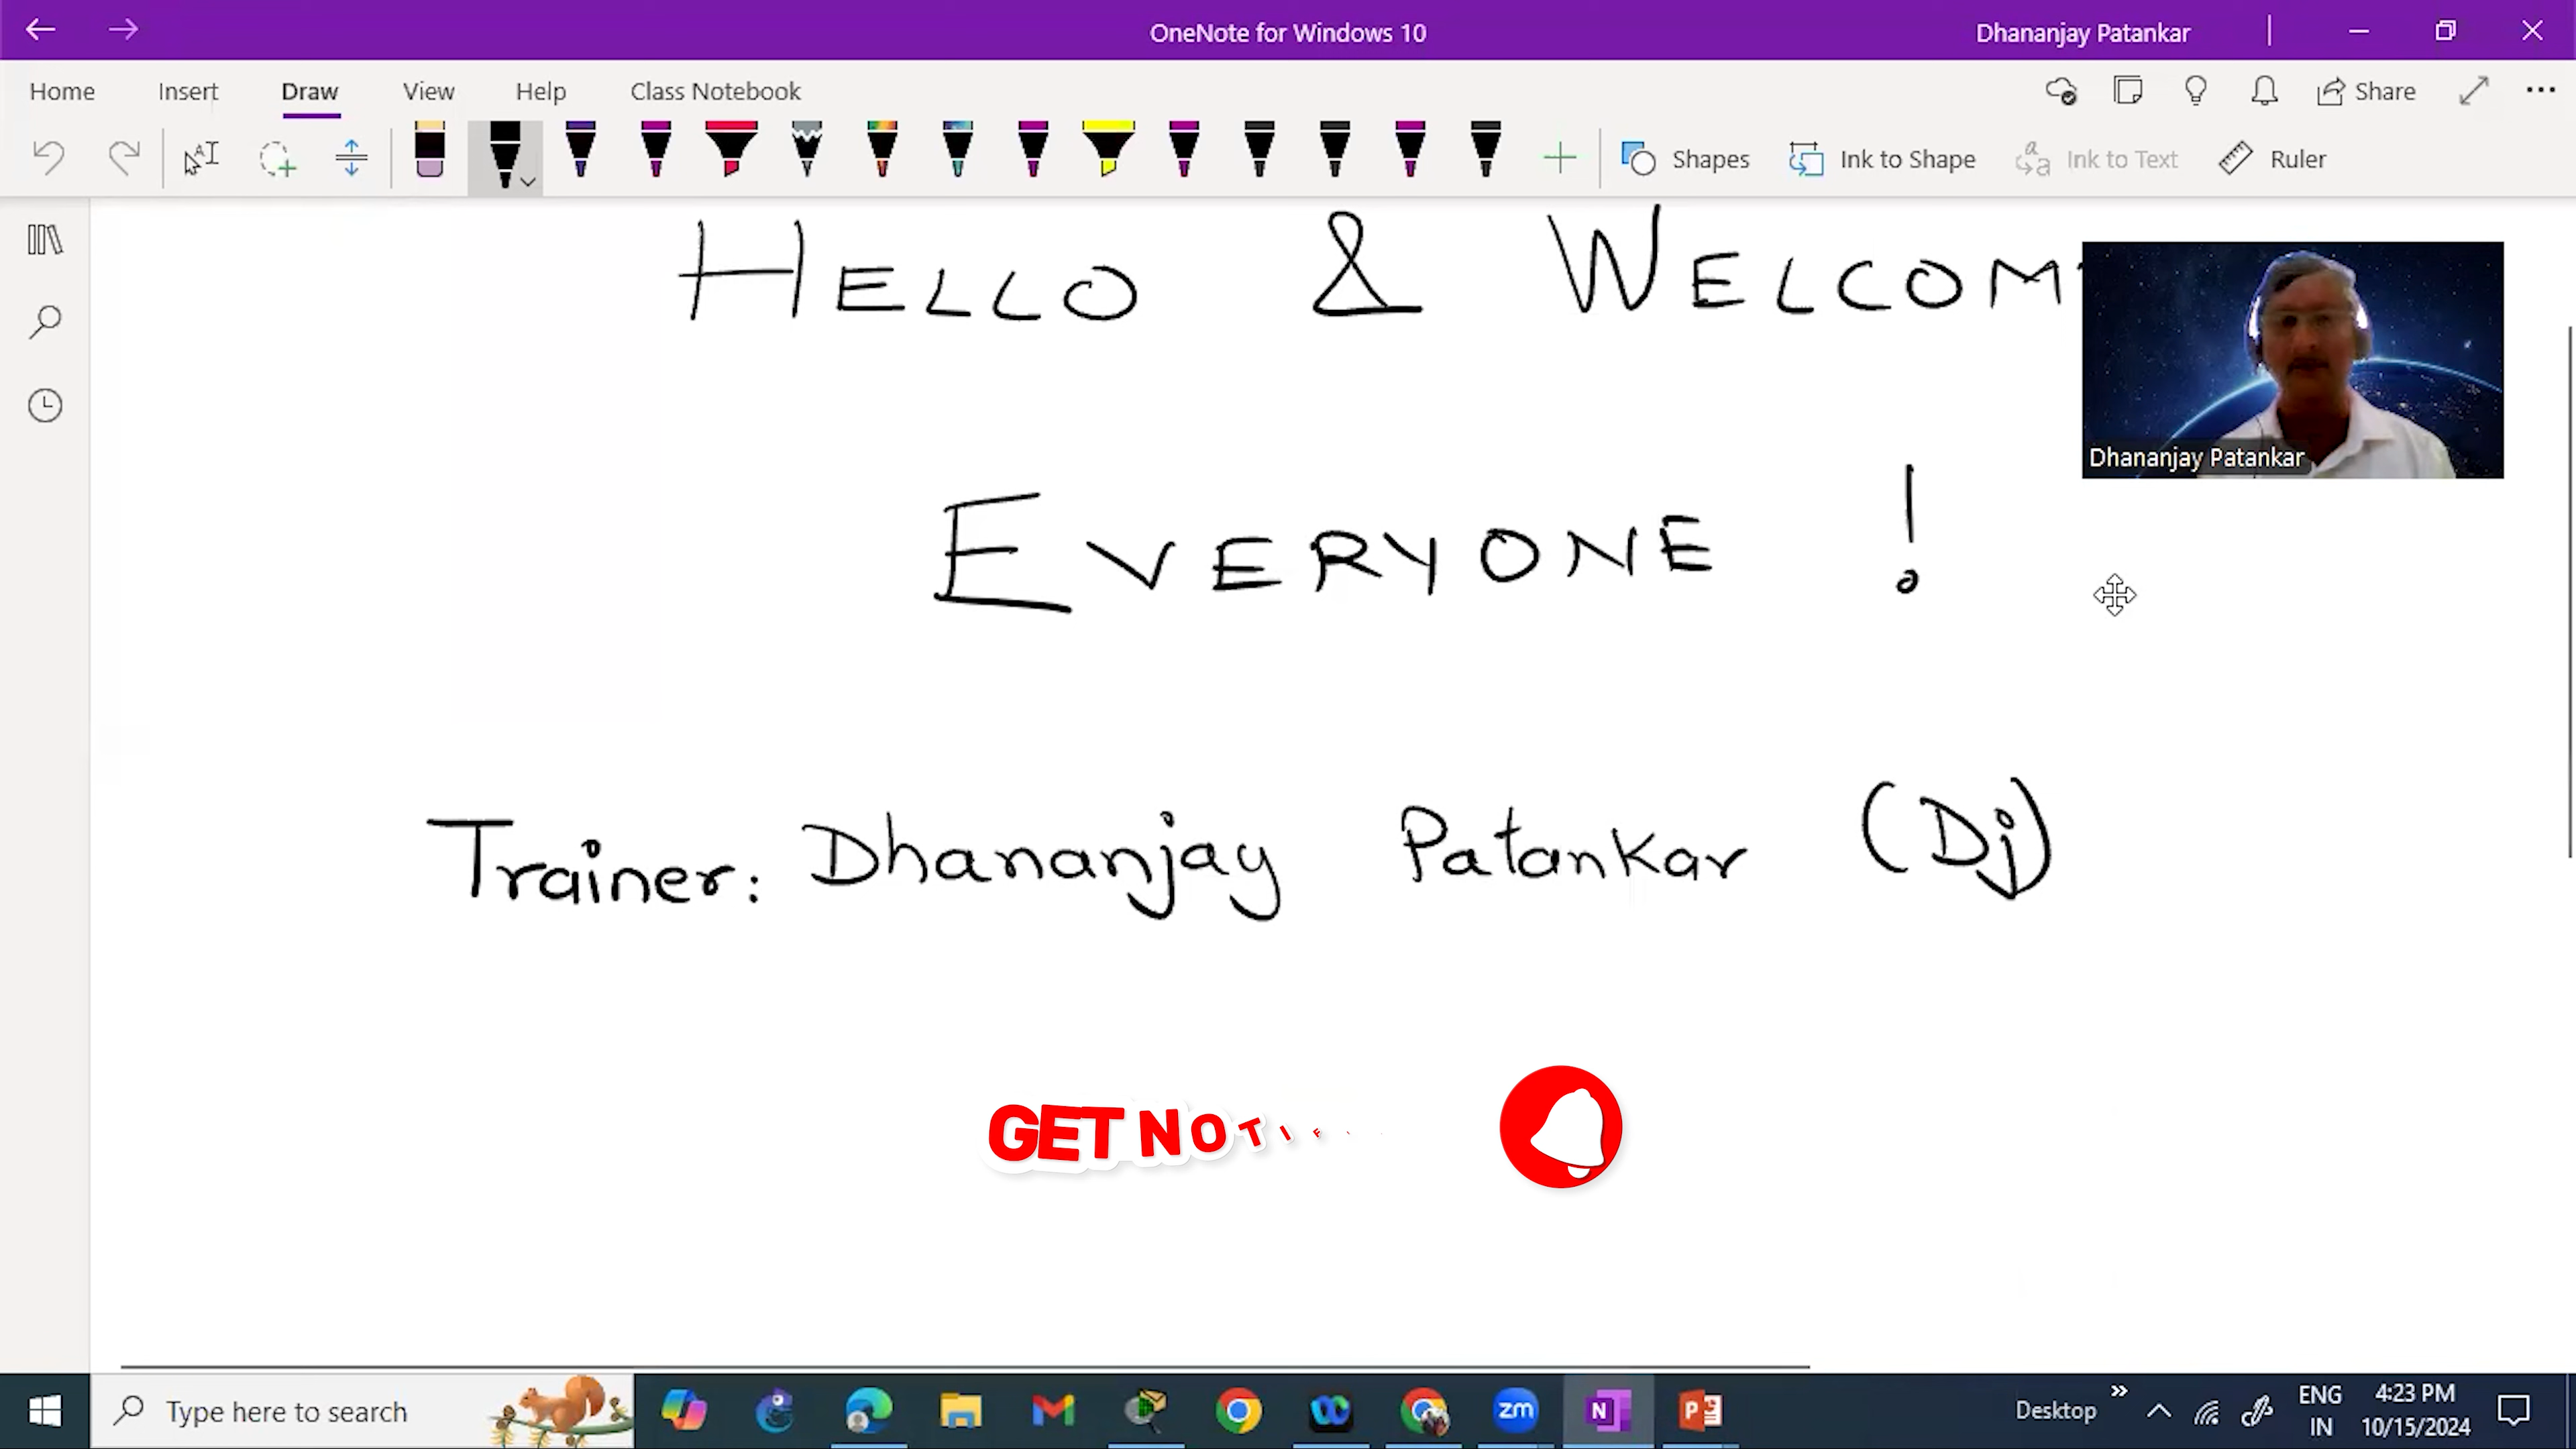 OneNote for Windows 10
Dhananjay Patankar
Home Insert Draw View Help Class Notebook
Share
Shapes Ink to Shape Ink to Text Ruler
HELLO & WELCOM
EVERYONE !
Dhananjay Patankar
Trainer: Dhananjay Patankar (Dj)
GET NOTIF
Type here to search
zm
N
P
Desktop
ENG
IN
4:23 PM
10/15/2024